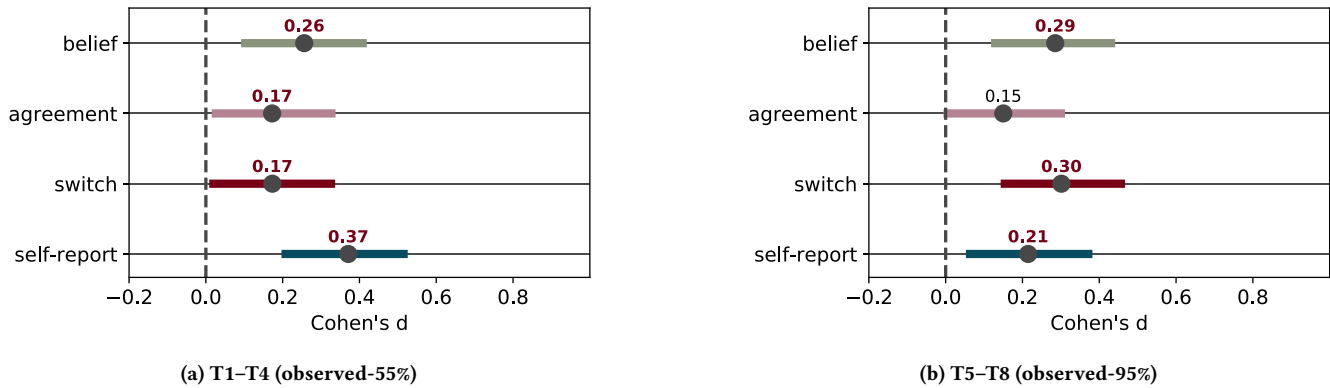 belief
0.26
agreement
0.17
switch
0.17
self-report
0.37
−0.2 0.0 0.2 0.4 0.6 0.8
Cohen's d
(a) T1–T4 (observed-55%)
belief
0.29
agreement
0.15
switch
0.30
self-report
0.21
−0.2 0.0 0.2 0.4 0.6 0.8
Cohen's d
(b) T5–T8 (observed-95%)